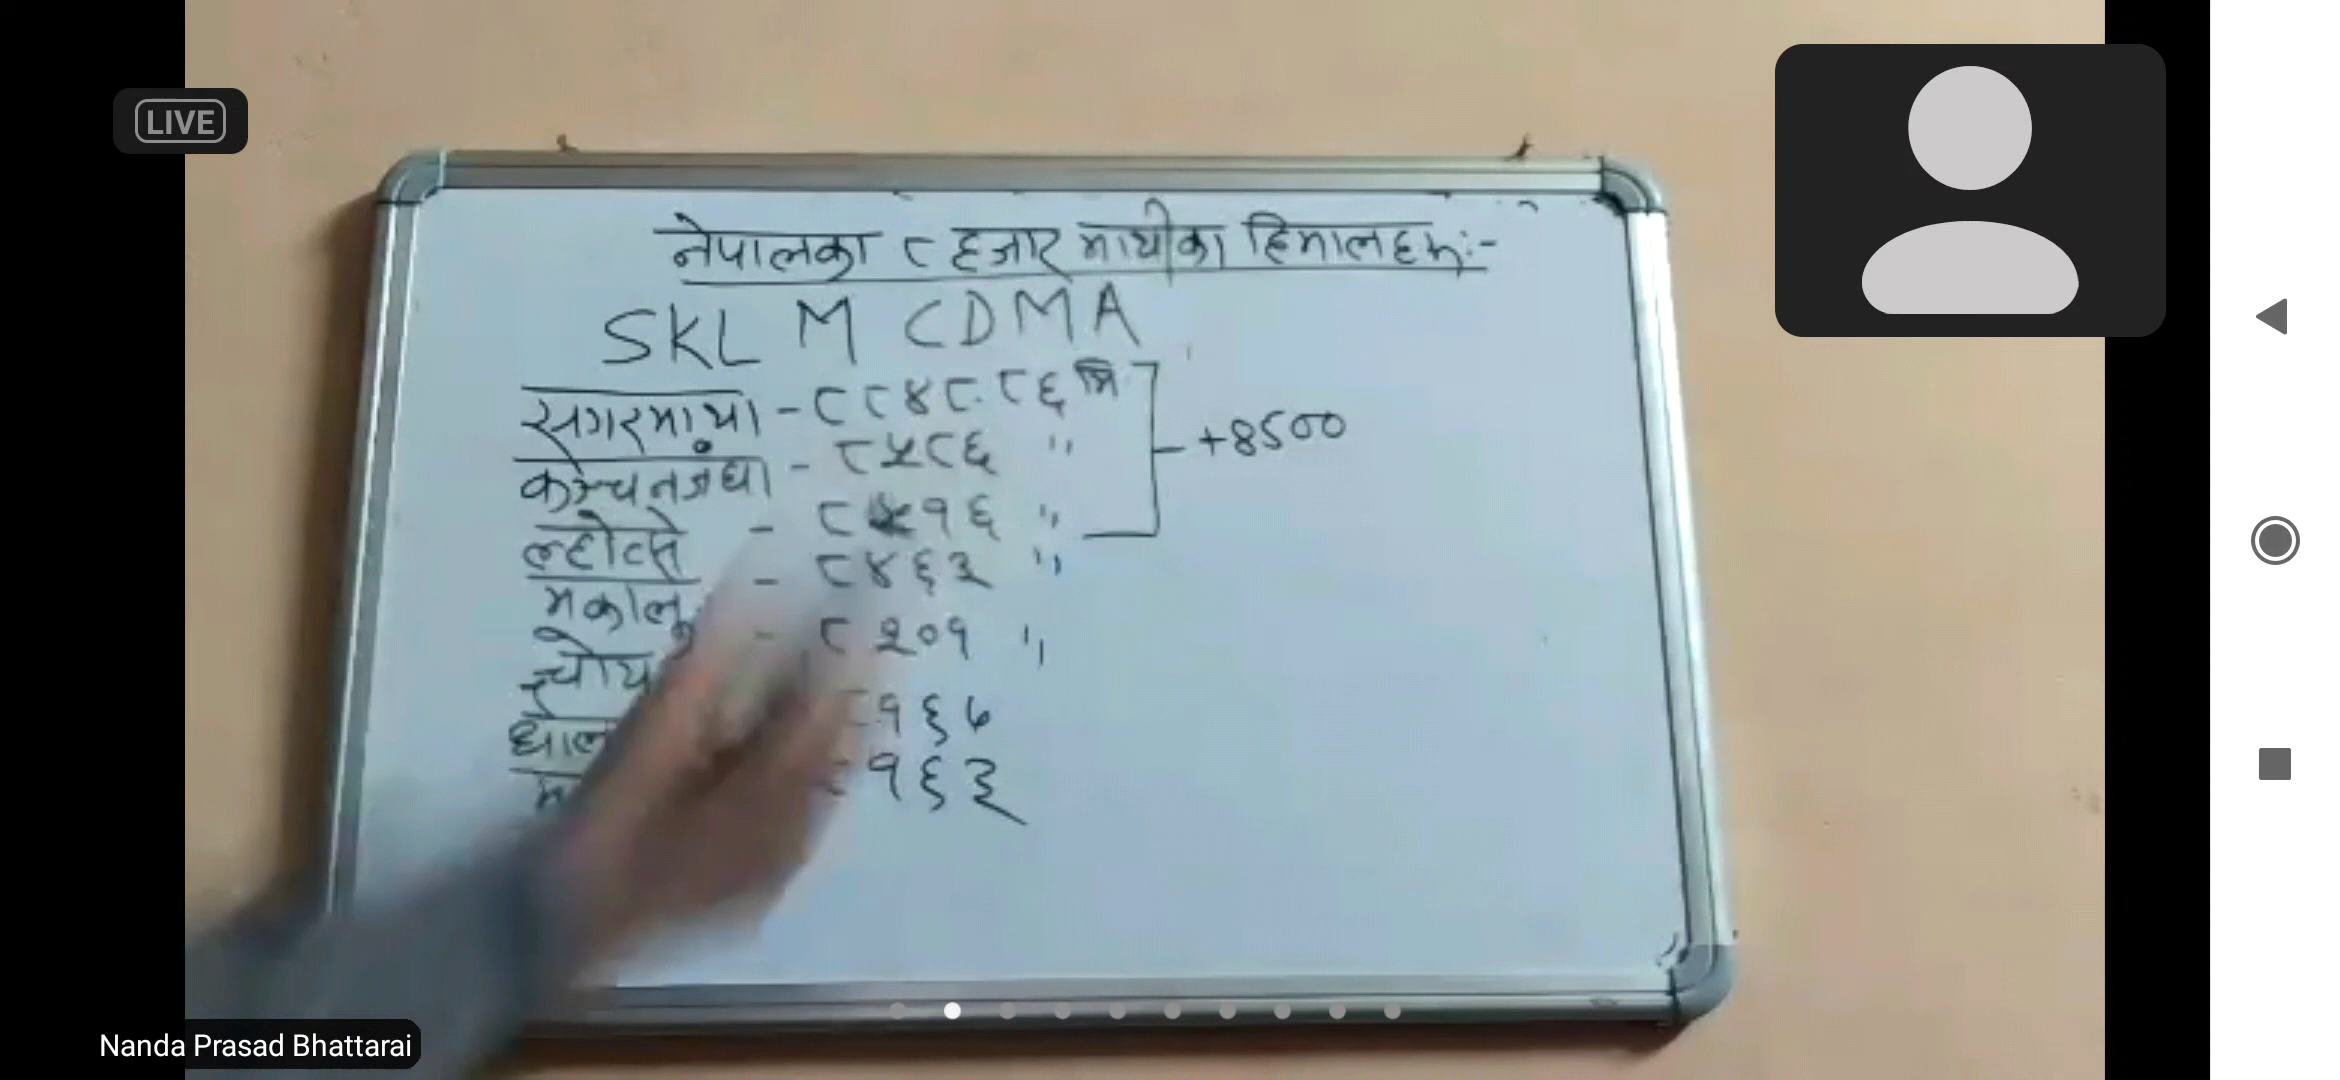 LIVE
नेपालका ८ हजार माथीका हिमालहरू:-
SKL M CDMA
सगरमाथा - ८८४८.८६ मि
+8500
कञ्चनजंघा - ८५८६ "
ल्होत्से - ८५१६ "
मकालु - ८४६३ "
८२०१ "
८१६७
१६३
Nanda Prasad Bhattarai